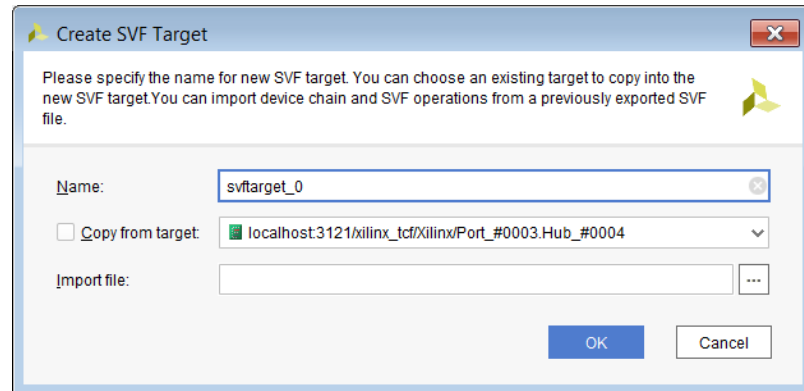 Create SVF Target
Please specify the name for new SVF target. You can choose an existing target to copy into the
new SVF target.You can import device chain and SVF operations from a previously exported SVF
file.
Name: svftarget_0
Copy from target: localhost:3121/xilinx_tcf/Xilinx/Port_#0003.Hub_#0004
Import file: ...
OK Cancel